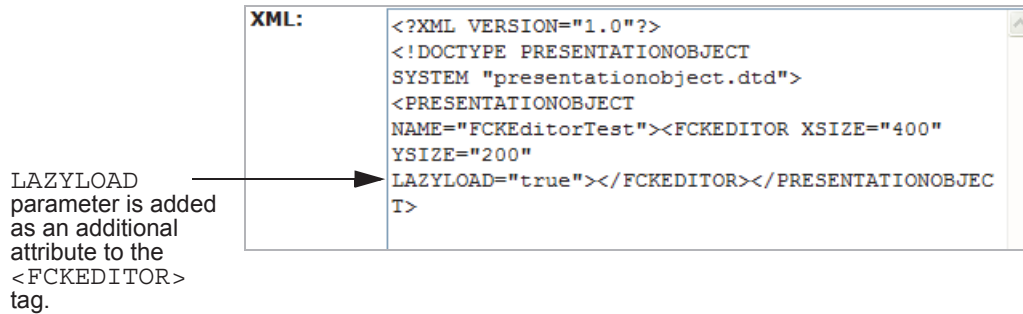 XML:
<?XML VERSION="1.0"?>
<!DOCTYPE PRESENTATIONOBJECT
SYSTEM "presentationobject.dtd">
<PRESENTATIONOBJECT
NAME="FCKEditorTest"><FCKEDITOR XSIZE="400"
YSIZE="200"
LAZYLOAD="true"></FCKEDITOR></PRESENTATIONOBJEC
T>
LAZYLOAD
parameter is added
as an additional
attribute to the
<FCKEDITOR>
tag.